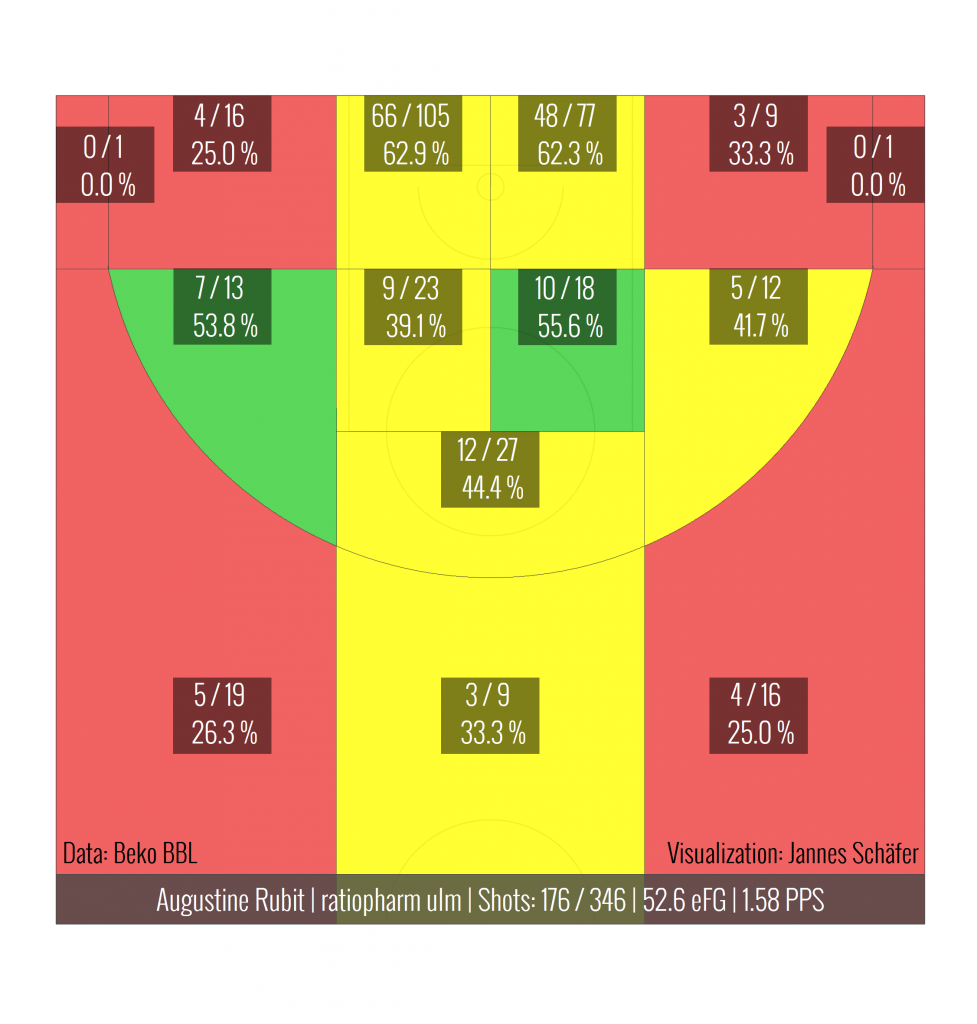 4 / 16
25.0 %
66 / 105
62.9 %
48 / 77
62.3 %
3 / 9
33.3 %
0 / 1
0.0 %
0 / 1
0.0 %
7 / 13
53.8 %
9 / 23
39.1 %
10 / 18
55.6 %
5 / 12
41.7 %
12 / 27
44.4 %
5 / 19
26.3 %
3 / 9
33.3 %
4 / 16
25.0 %
Data: Beko BBL
Visualization: Jannes Schäfer
Augustine Rubit | ratiopharm ulm | Shots: 176 / 346 | 52.6 eFG | 1.58 PPS